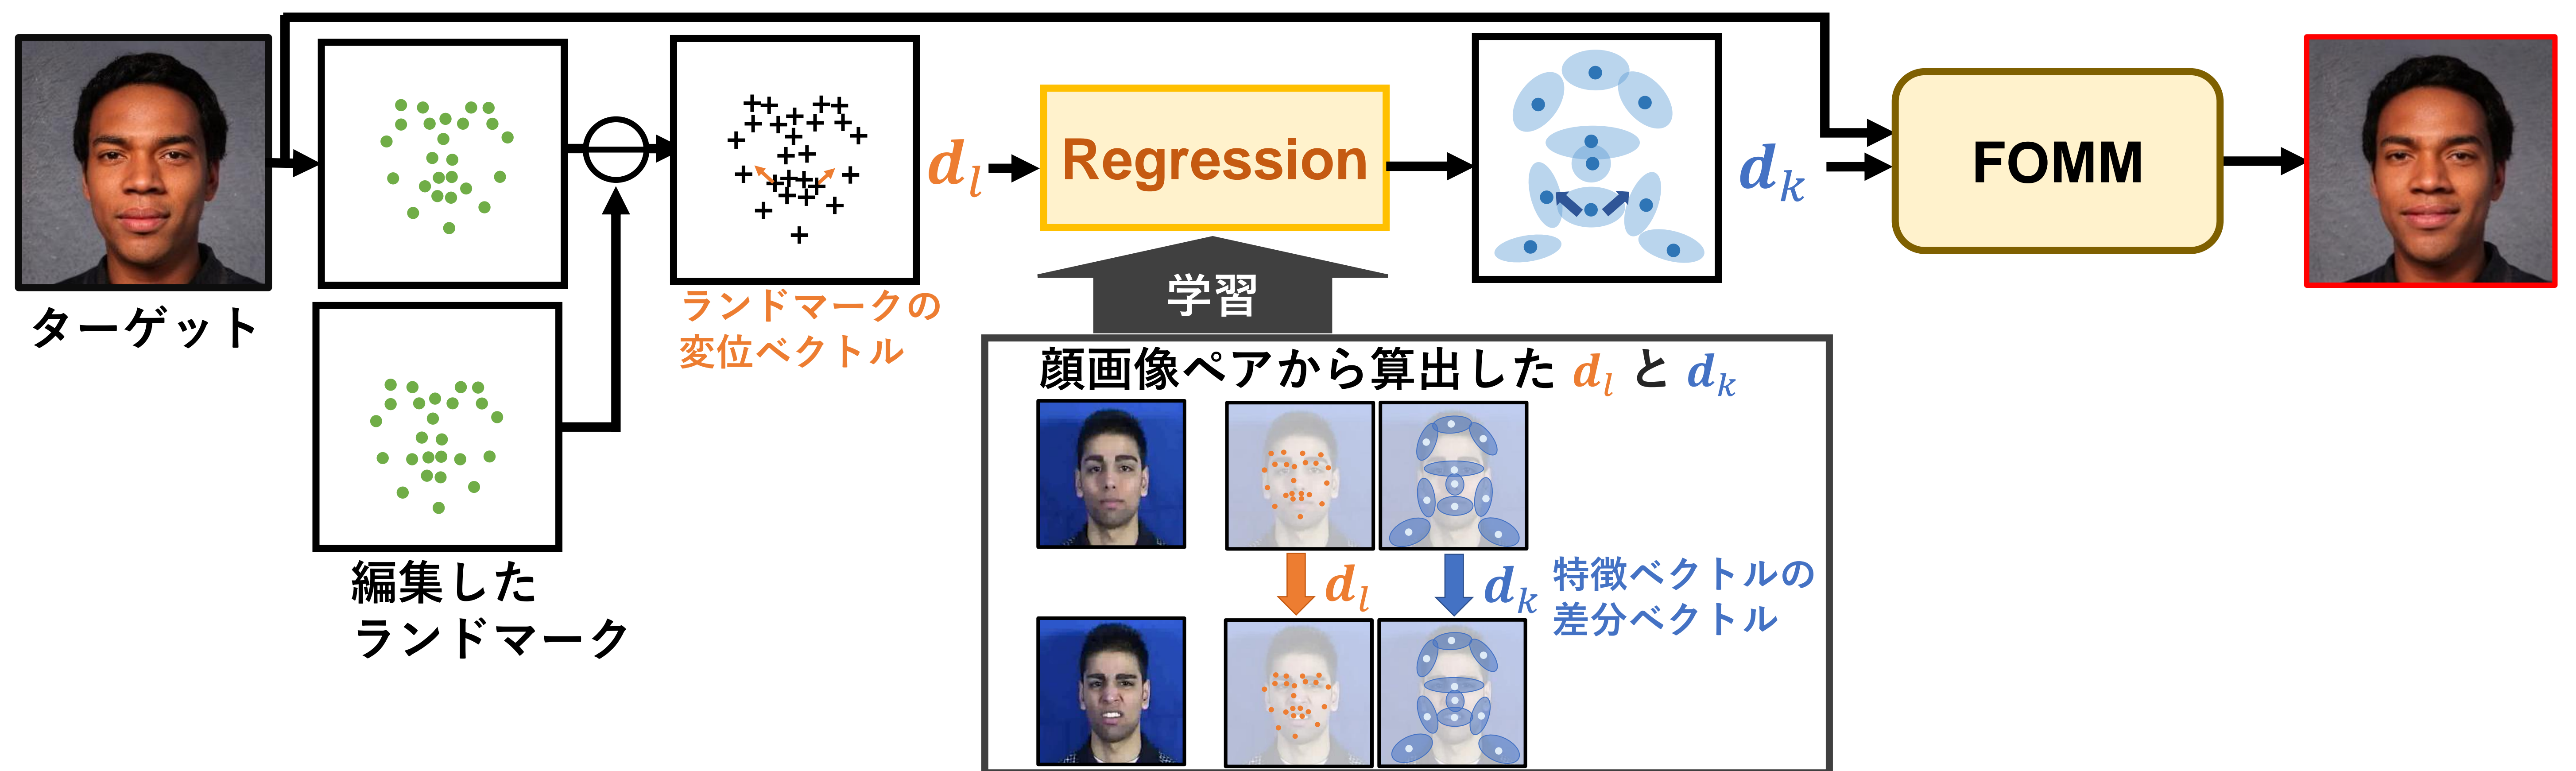 ターゲット
編集した
ランドマーク
ランドマークの
変位ベクトル
d_l
Regression
d_k
FOMM
学習
顔画像ペアから算出した d_l と d_k
d_l
d_k
特徴ベクトルの
差分ベクトル